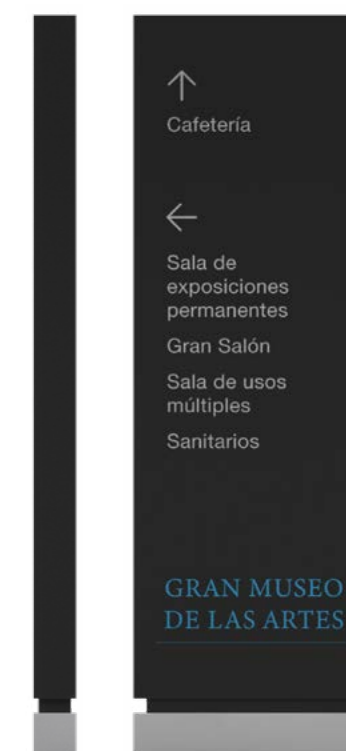 Cafetería
Sala de
exposiciones
permanentes
Gran Salón
Sala de usos
múltiples
Sanitarios
GRAN MUSEO
DE LAS ARTES